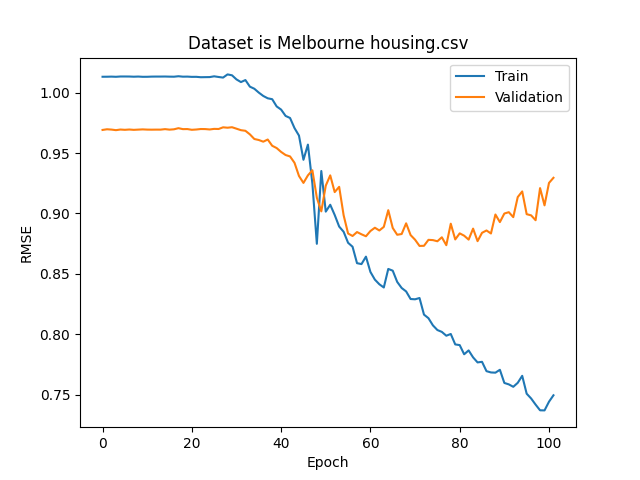 Dataset is Melbourne housing.csv
Train
Validation
1.00
0.95
0.90
0.85
0.80
0.75
RMSE
0 20 40 60 80 100
Epoch